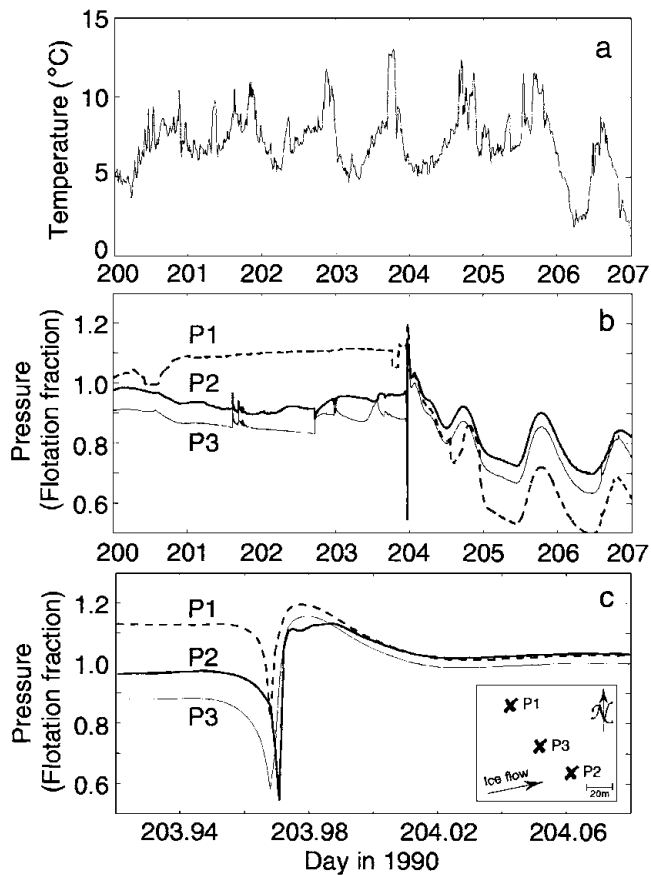 15
10
5
0
Temperature (°C)
a
200 201 202 203 204 205 206 207
1.2
1.0
0.8
0.6
Pressure
(Flotation fraction)
b
P1
P2
P3
200 201 202 203 204 205 206 207
1.2
1.0
0.8
0.6
Pressure
(Flotation fraction)
c
P1
P2
P3
P1
N
P3
P2
Ice flow
20m
203.94 203.98 204.02 204.06
Day in 1990